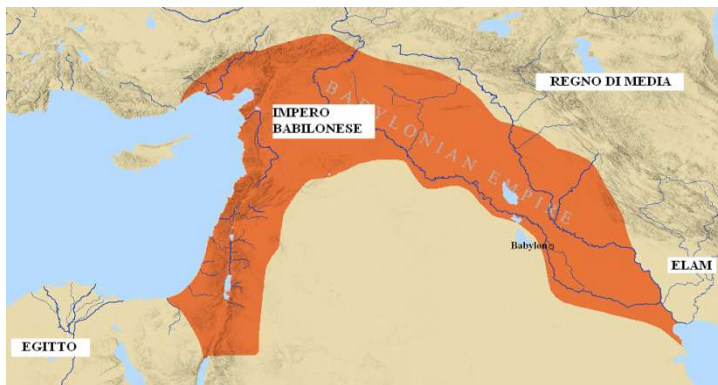 REGNO DI MEDIA
IMPERO
BABILONESE
BABYLONIAN EMPIRE
Babylon
ELAM
EGITTO